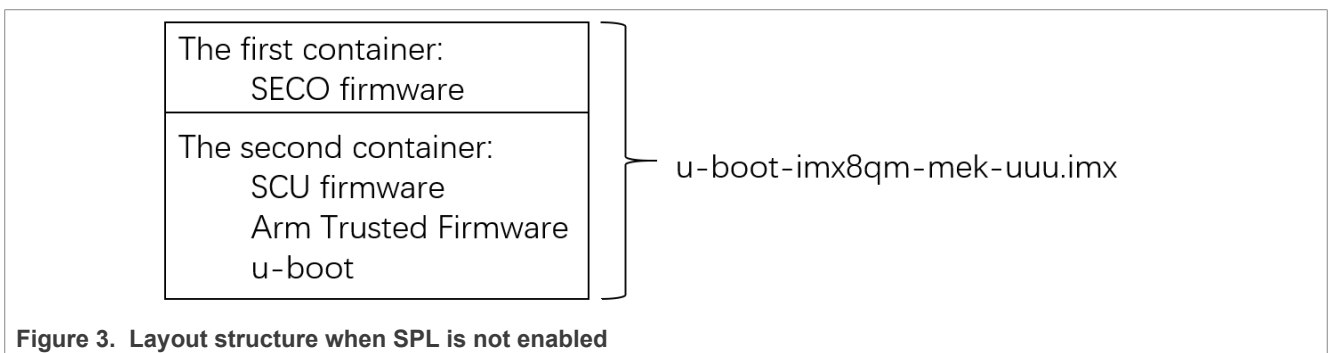 The first container:
SECO firmware
The second container:
SCU firmware
Arm Trusted Firmware
u-boot
u-boot-imx8qm-mek-uuu.imx
Figure 3. Layout structure when SPL is not enabled